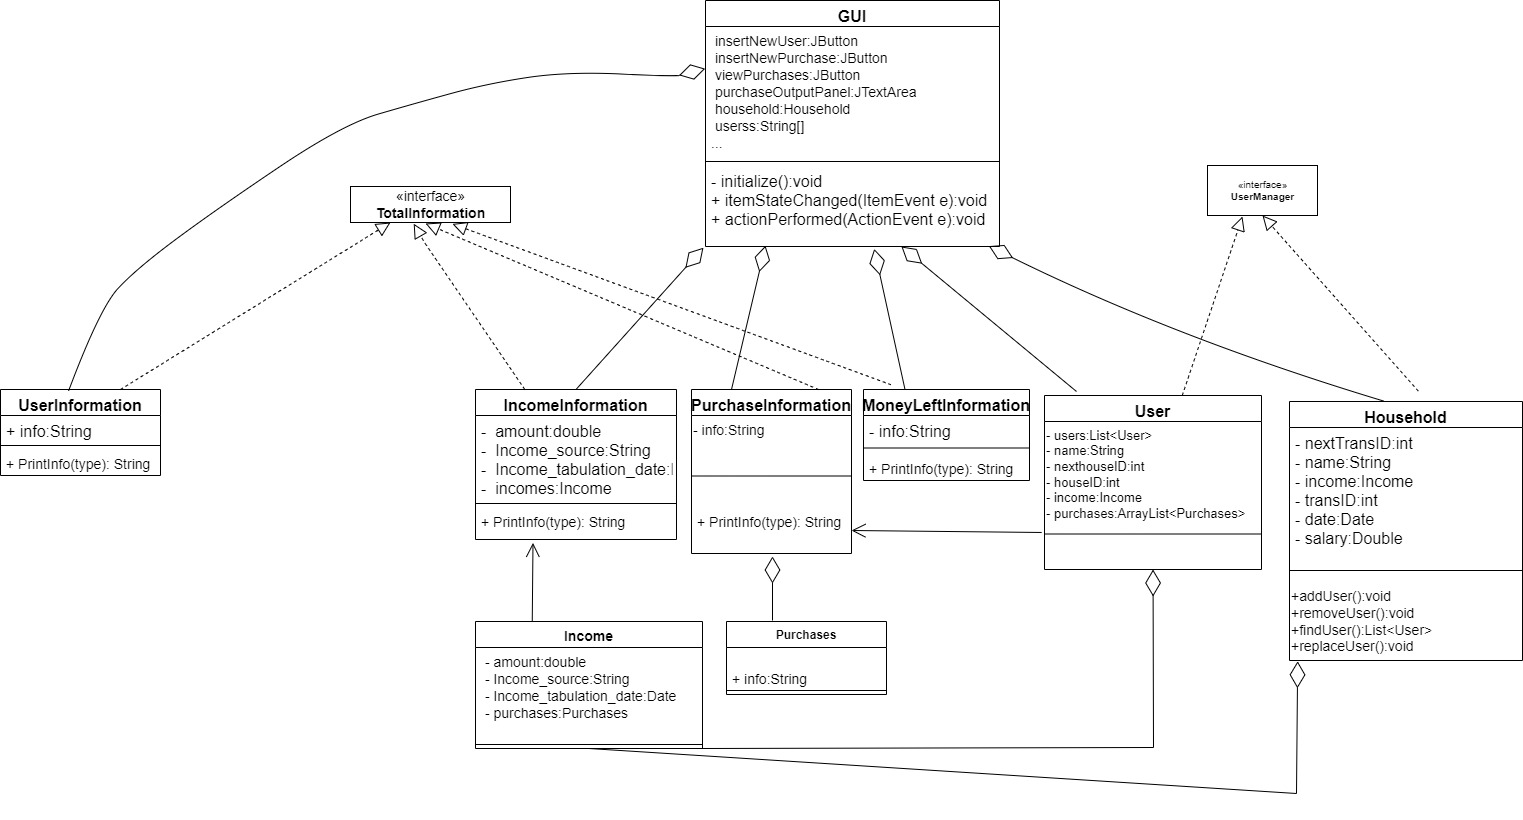 GUI
insertNewUser:JButton
insertNewPurchase:JButton
viewPurchases:JButton
purchaseOutputPanel:JTextArea
household:Household
userss:String[]
...
- initialize():void
+ itemStateChanged(ItemEvent e):void
+ actionPerformed(ActionEvent e):void
«interface»
TotalInformation
«interface»
UserManager
UserInformation
+ info:String
+ PrintInfo(type): String
IncomeInformation
- amount:double
- Income_source:String
- Income_tabulation_date:
- incomes:Income
+ PrintInfo(type): String
PurchaseInformation
- info:String
+ PrintInfo(type): String
MoneyLeftInformation
- info:String
+ PrintInfo(type): String
User
- users:List<User>
- name:String
- nexthouseID:int
- houseID:int
- income:Income
- purchases:ArrayList<Purchases>
Household
- nextTransID:int
- name:String
- income:Income
- transID:int
- date:Date
- salary:Double
+addUser():void
+removeUser():void
+findUser():List<User>
+replaceUser():void
Income
- amount:double
- Income_source:String
- Income_tabulation_date:Date
- purchases:Purchases
Purchases
+ info:String